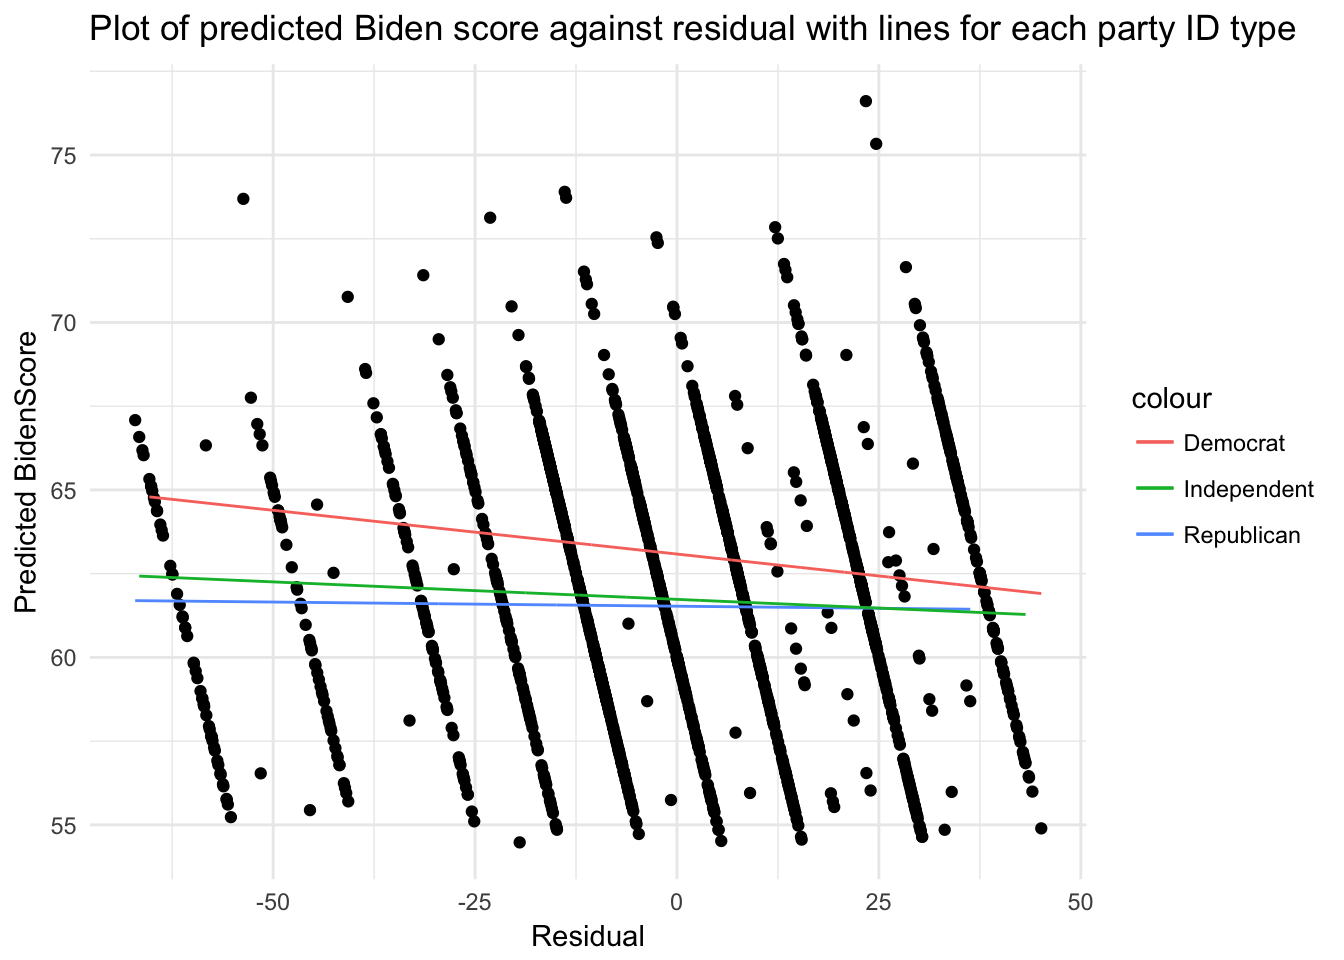 Plot of predicted Biden score against residual with lines for each party ID type
Predicted BidenScore
75
70
65
60
55
-50
-25
0
25
50
Residual
colour
Democrat
Independent
Republican